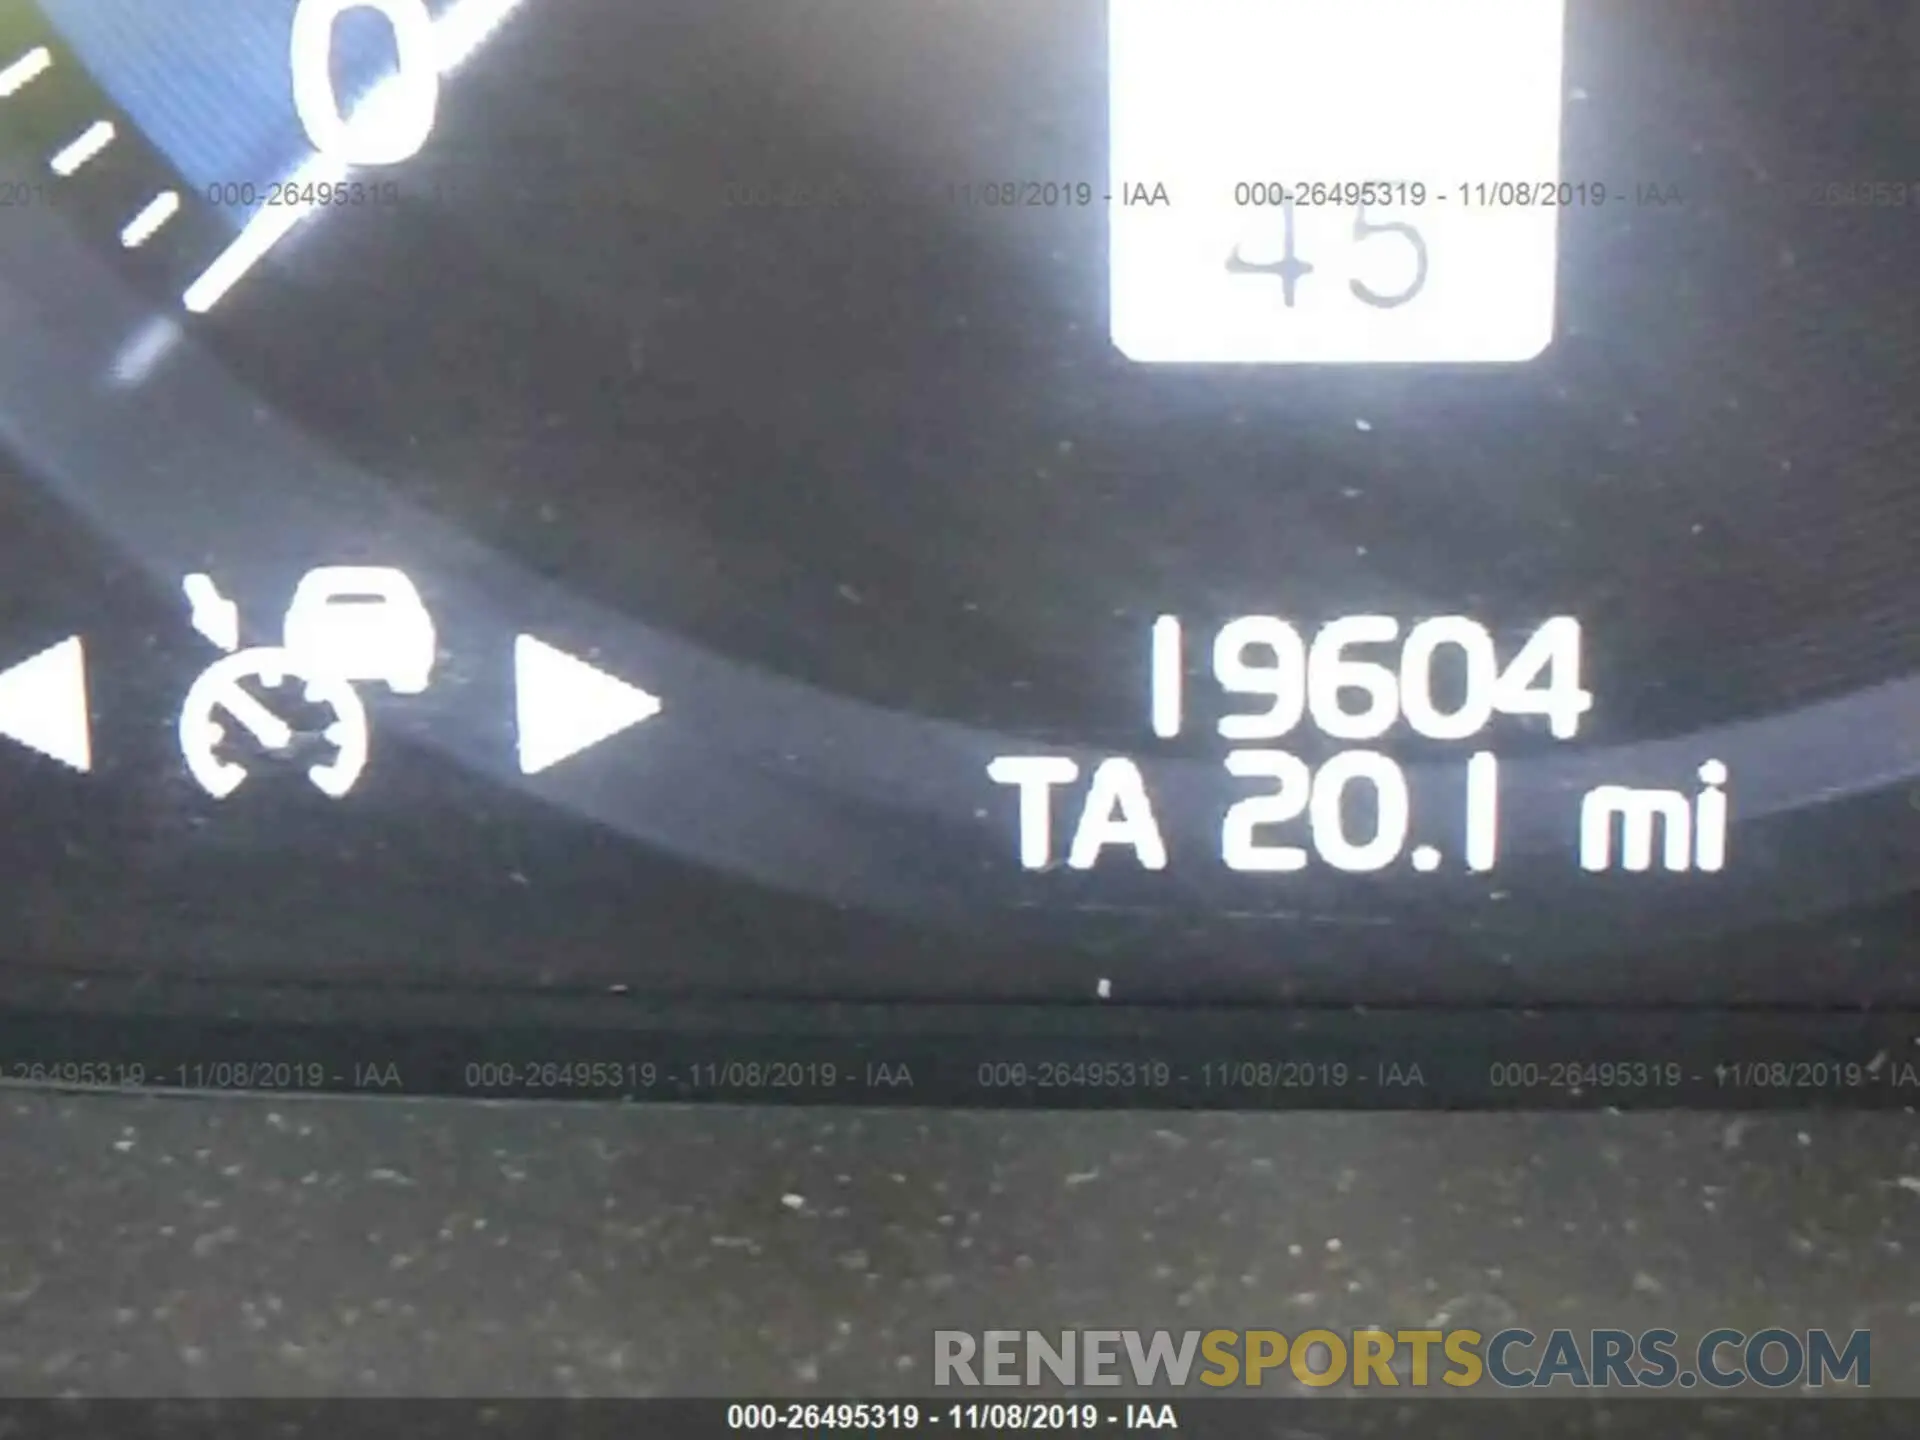 0
000-26495319
11/08/2019 - IAA
000-26495319 - 11/08/2019 - IAA
45
19604
TA 20.1 mi
26495319 - 11/08/2019 - IAA
000-26495319 - 11/08/2019 - IAA
000-26495319 - 11/08/2019 - IAA
000-26495319 - 11/08/2019 - IA
RENEWSPORTSCARS.COM
000-26495319 - 11/08/2019 - IAA